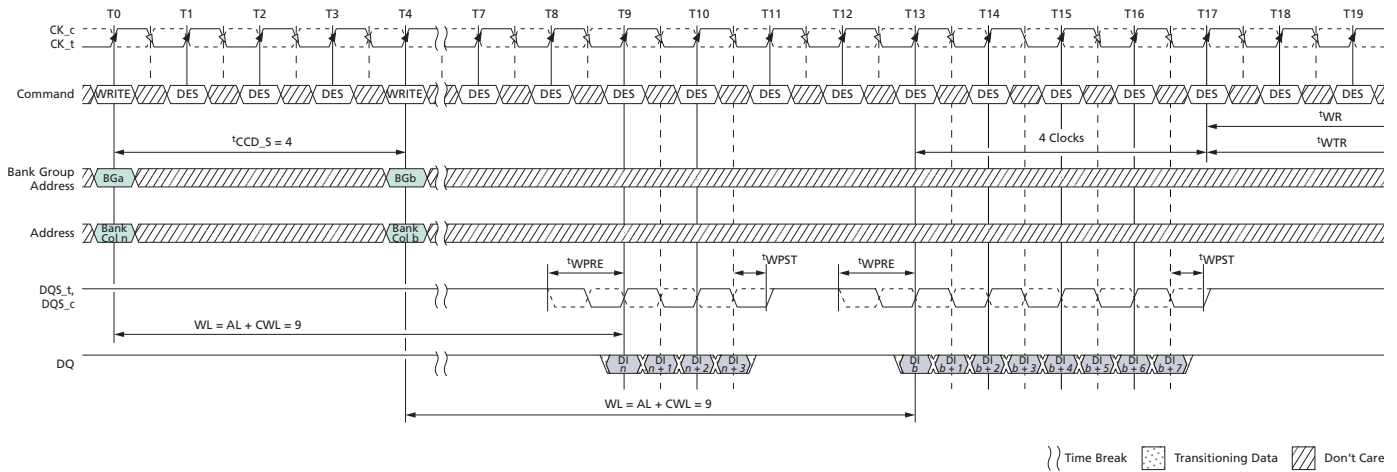 T0 T1 T2 T3 T4 T7 T8 T9 T10 T11 T12 T13 T14 T15 T16 T17 T18 T19
CK_c
CK_t
Command WRITE DES DES DES WRITE DES DES DES DES DES DES DES DES DES DES DES DES DES
tWR
tCCD_S = 4 4 Clocks tWTR
Bank Group
Address BGa BGb
Address Bank Col n Bank Col b
tWPRE tWPST tWPRE tWPST
DQS_t,
DQS_c
WL = AL + CWL = 9
DQ DI n DI n + 1 DI n + 2 DI n + 3 DI b DI b + 1 DI b + 2 DI b + 3 DI b + 4 DI b + 5 DI b + 6 DI b + 7
WL = AL + CWL = 9
Time Break Transitioning Data Don't Care